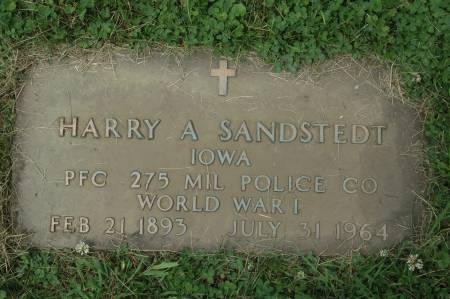 HARRY A SANDSTEDT
IOWA
PFC 275 MIL POLICE CO
WORLD WAR I
FEB 21 1893 JULY 31 1964